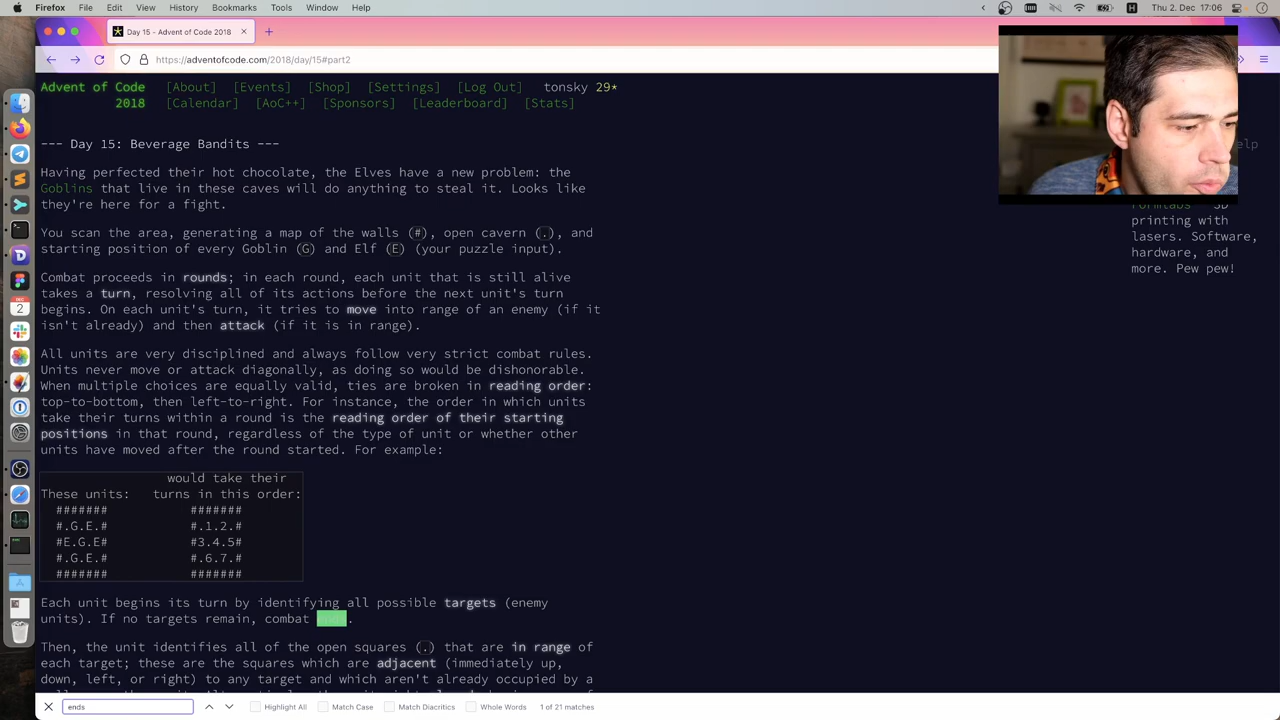 Firefox File Edit View History Bookmarks Tools Window Help
Thu 2. Dec 17:06
Day 15 - Advent of Code 2018
https://adventofcode.com/2018/day/15#part2
Advent of Code [About] [Events] [Shop] [Settings] [Log Out] tonsky 29*
2018 [Calendar] [AoC++] [Sponsors] [Leaderboard] [Stats]
--- Day 15: Beverage Bandits ---
Having perfected their hot chocolate, the Elves have a new problem: the
Goblins that live in these caves will do anything to steal it. Looks like
they're here for a fight.
You scan the area, generating a map of the walls (#), open cavern (.), and
starting position of every Goblin (G) and Elf (E) (your puzzle input).
Combat proceeds in rounds; in each round, each unit that is still alive
takes a turn, resolving all of its actions before the next unit's turn
begins. On each unit's turn, it tries to move into range of an enemy (if it
isn't already) and then attack (if it is in range).
All units are very disciplined and always follow very strict combat rules.
Units never move or attack diagonally, as doing so would be dishonorable.
When multiple choices are equally valid, ties are broken in reading order:
top-to-bottom, then left-to-right. For instance, the order in which units
take their turns within a round is the reading order of their starting
positions in that round, regardless of the type of unit or whether other
units have moved after the round started. For example:
would take their
These units: turns in this order:
####### #######
#.G.E.# #.1.2.#
#E.G.E# #3.4.5#
#.G.E.# #.6.7.#
####### #######
Each unit begins its turn by identifying all possible targets (enemy
units). If no targets remain, combat ends.
Then, the unit identifies all of the open squares (.) that are in range of
each target; these are the squares which are adjacent (immediately up,
down, left, or right) to any target and which aren't already occupied by a
printing with
lasers. Software,
hardware, and
more. Pew pew!
ends
Highlight All Match Case Match Diacritics Whole Words 1 of 21 matches